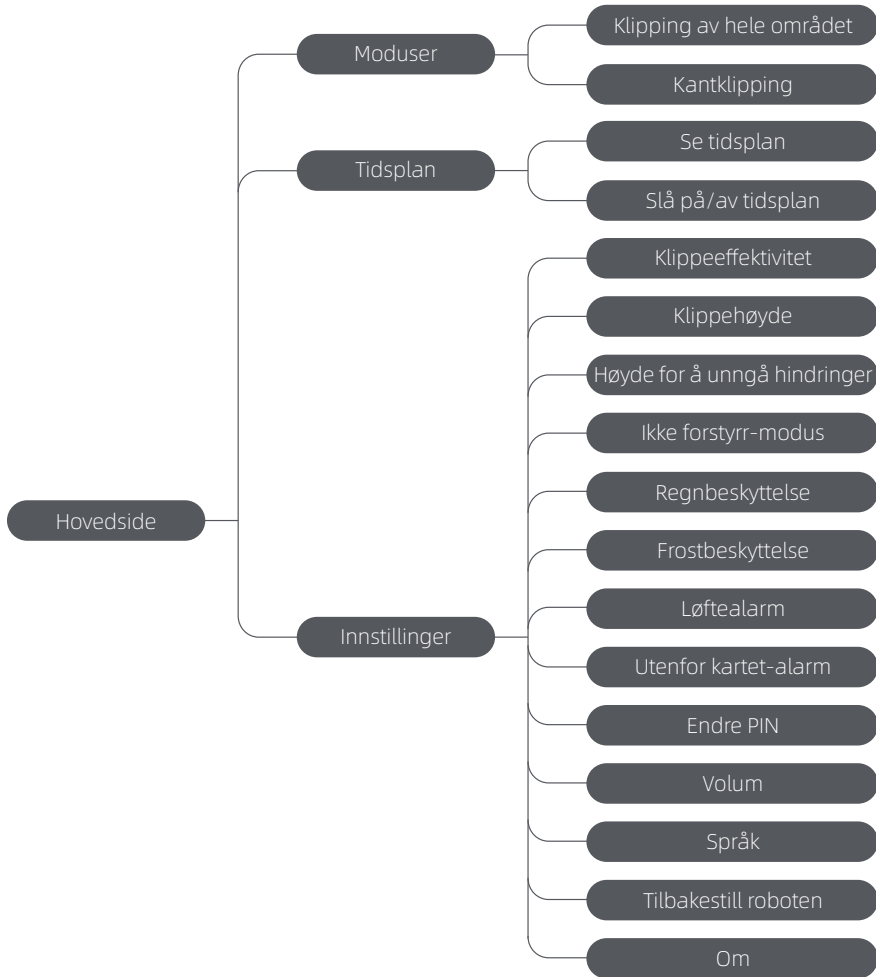 Hovedside
Moduser
Klipping av hele området
Kantklipping
Tidsplan
Se tidsplan
Slå på/av tidsplan
Innstillinger
Klippeeffektivitet
Klippehøyde
Høyde for å unngå hindringer
Ikke forstyrr-modus
Regnbeskyttelse
Frostbeskyttelse
Løftealarm
Utenfor kartet-alarm
Endre PIN
Volum
Språk
Tilbakestill roboten
Om